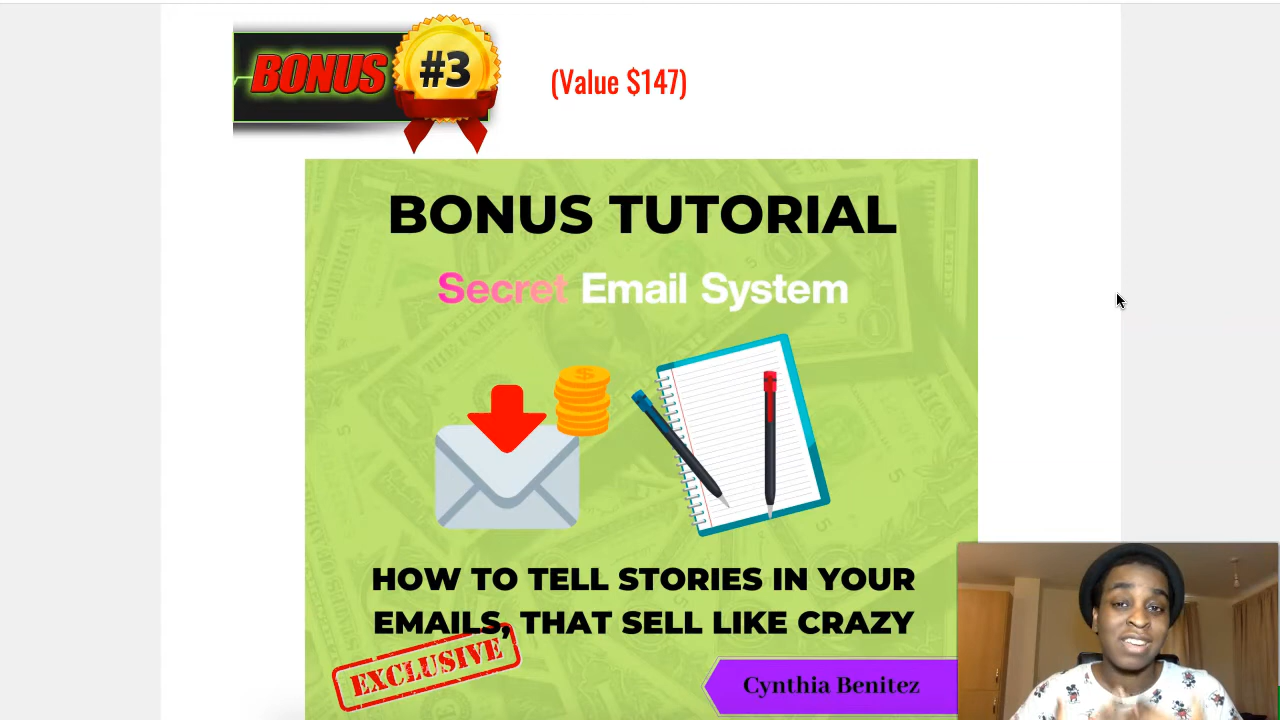 BONUS #3
(Value $147)
BONUS TUTORIAL
Secret Email System
HOW TO TELL STORIES IN YOUR
EMAILS, THAT SELL LIKE CRAZY
EXCLUSIVE
Cynthia Benitez